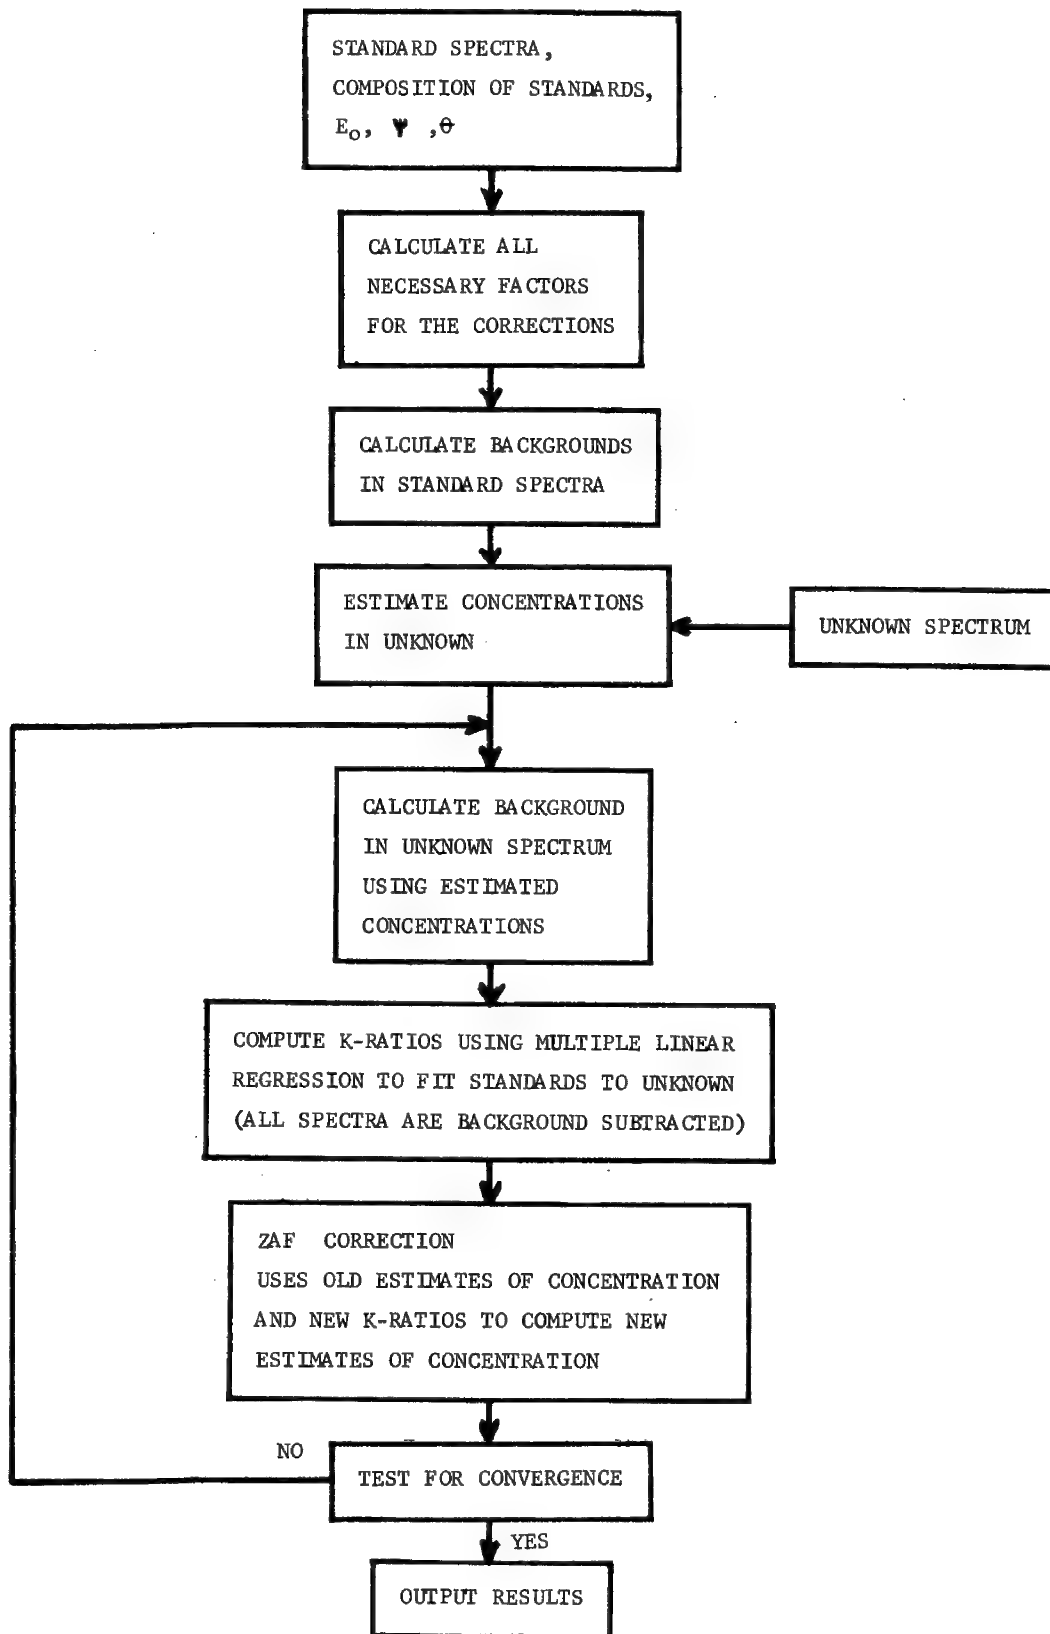 STANDARD SPECTRA,
COMPOSITION OF STANDARDS,
E₀, Ψ ,θ
CALCULATE ALL
NECESSARY FACTORS
FOR THE CORRECTIONS
CALCULATE BACKGROUNDS
IN STANDARD SPECTRA
ESTIMATE CONCENTRATIONS
IN UNKNOWN
UNKNOWN SPECTRUM
CALCULATE BACKGROUND
IN UNKNOWN SPECTRUM
USING ESTIMATED
CONCENTRATIONS
COMPUTE K-RATIOS USING MULTIPLE LINEAR
REGRESSION TO FIT STANDARDS TO UNKNOWN
(ALL SPECTRA ARE BACKGROUND SUBTRACTED)
ZAF CORRECTION
USES OLD ESTIMATES OF CONCENTRATION
AND NEW K-RATIOS TO COMPUTE NEW
ESTIMATES OF CONCENTRATION
NO
TEST FOR CONVERGENCE
YES
OUTPUT RESULTS